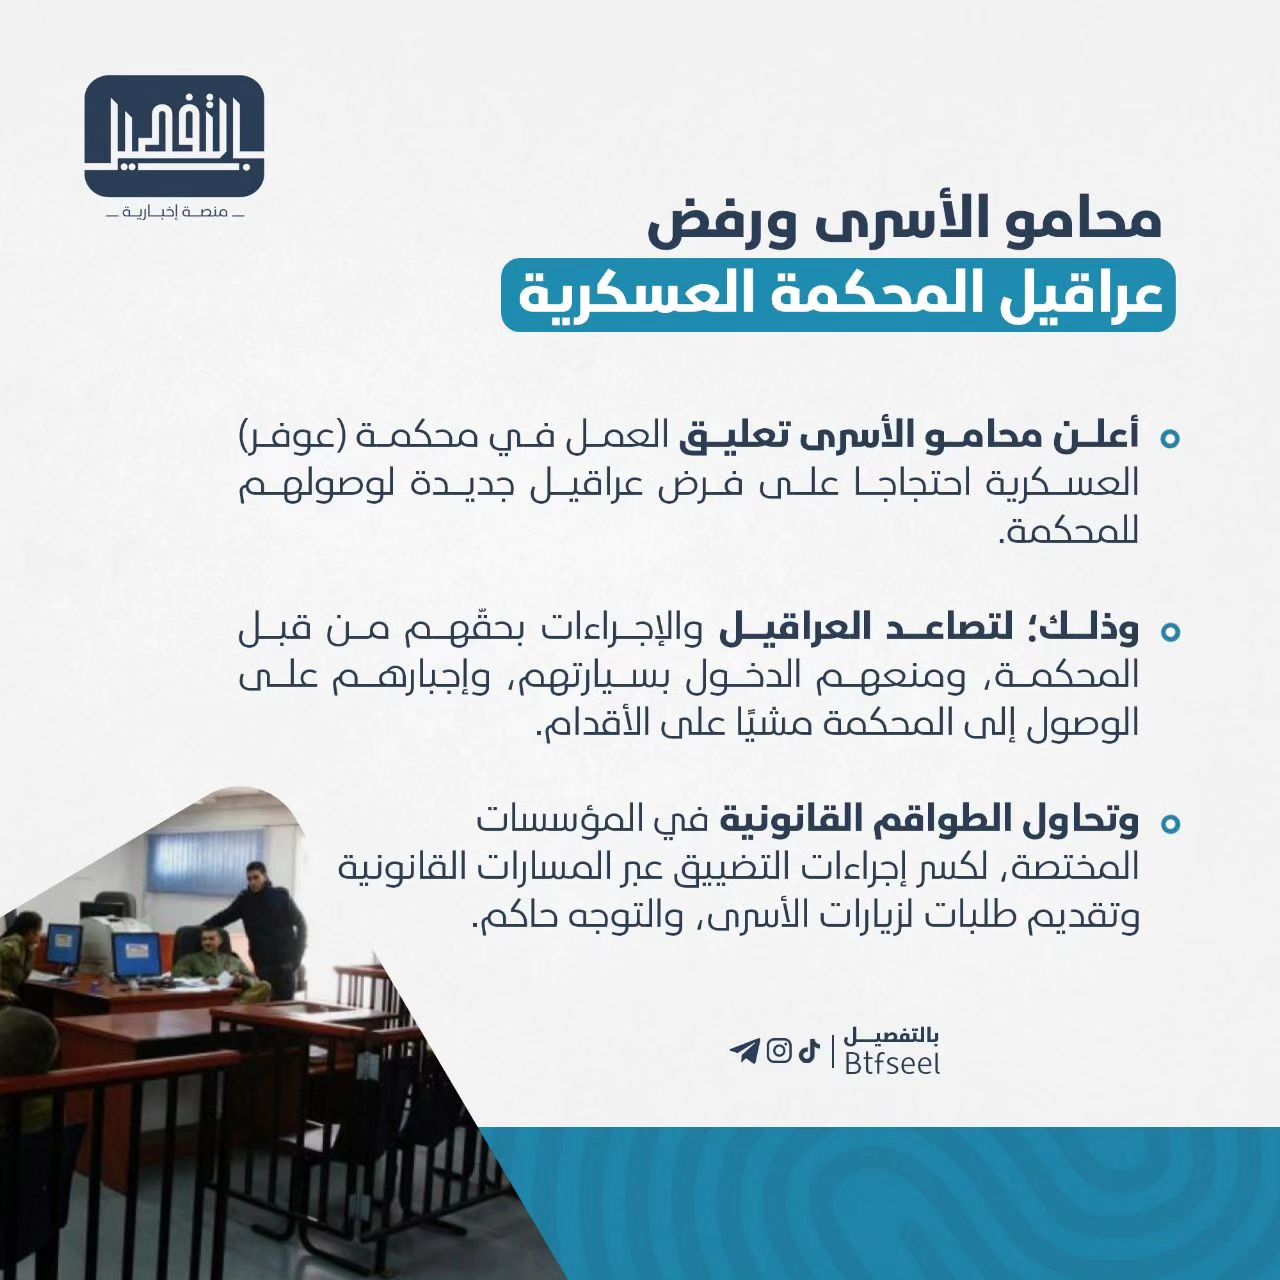 بالتفصيل
منصة إخبارية
محامو الأسرى ورفض
عراقيل المحكمة العسكرية
أعلن محامو الأسرى تعليق العمل في محكمة (عوفر)
العسكرية احتجاجا على فرض عراقيل جديدة لوصولهم
للمحكمة.
وذلك؛ لتصاعد العراقيل والإجراءات بحقّهم من قبل
المحكمة، ومنعهم الدخول بسيارتهم، وإجبارهم على
الوصول إلى المحكمة مشيًا على الأقدام.
وتحاول الطواقم القانونية في المؤسسات
المختصة، لكسر إجراءات التضييق عبر المسارات القانونية
وتقديم طلبات لزيارات الأسرى، والتوجه حاكم.
بالتفصيل
Btfseel